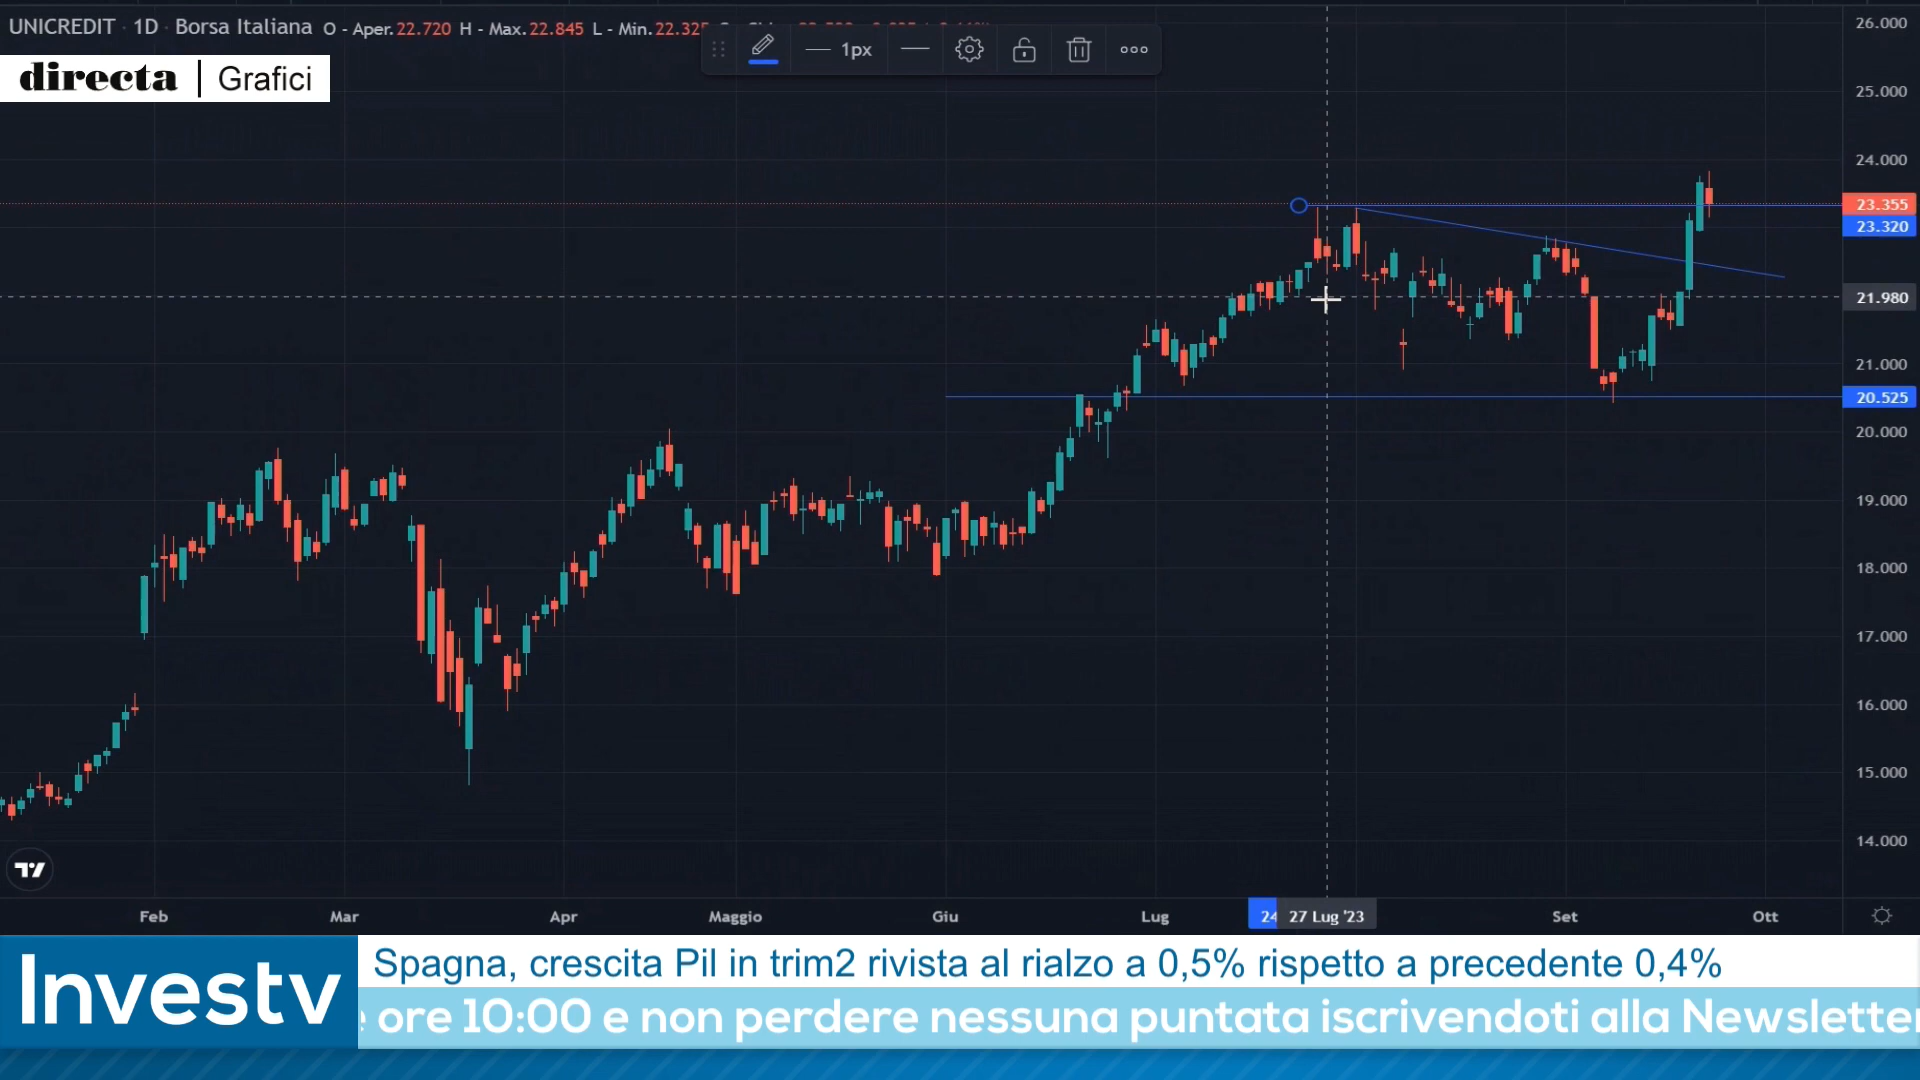 UNICREDIT · 1D · Borsa Italiana O - Aper.22.720 H - Max.22.845 L - Min.22.325
1px
directa | Grafici
26.000
25.000
24.000
23.355
23.320
21.980
21.000
20.525
20.000
19.000
18.000
17.000
16.000
15.000
14.000
Feb Mar Apr Maggio Giu Lug 24 27 Lug '23 Set Ott
Investv
Spagna, crescita Pil in trim2 rivista al rialzo a 0,5% rispetto a precedente 0,4%
ore 10:00 e non perdere nessuna puntata iscrivendoti alla Newsletter